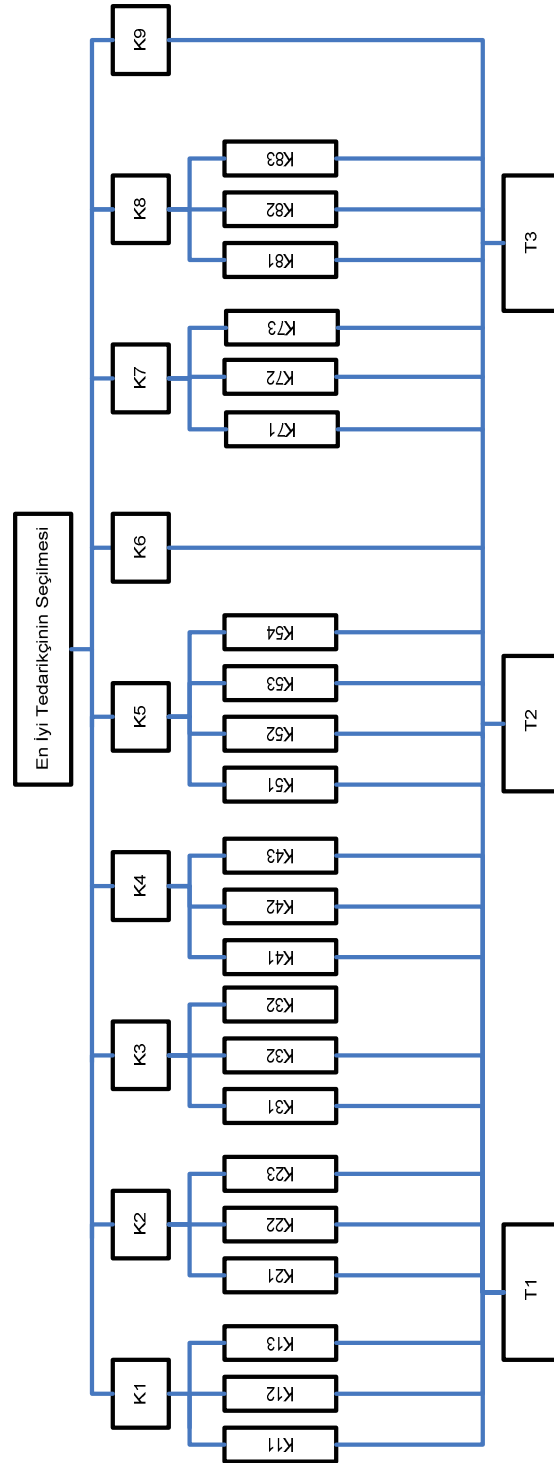 En İyi Tedarikçinin Seçilmesi
K1
K2
K3
K4
K5
K6
K7
K8
K9
K11
K12
K13
K21
K22
K23
K31
K32
K32
K41
K42
K43
K51
K52
K53
K54
K71
K72
K73
K81
K82
K83
T1
T2
T3